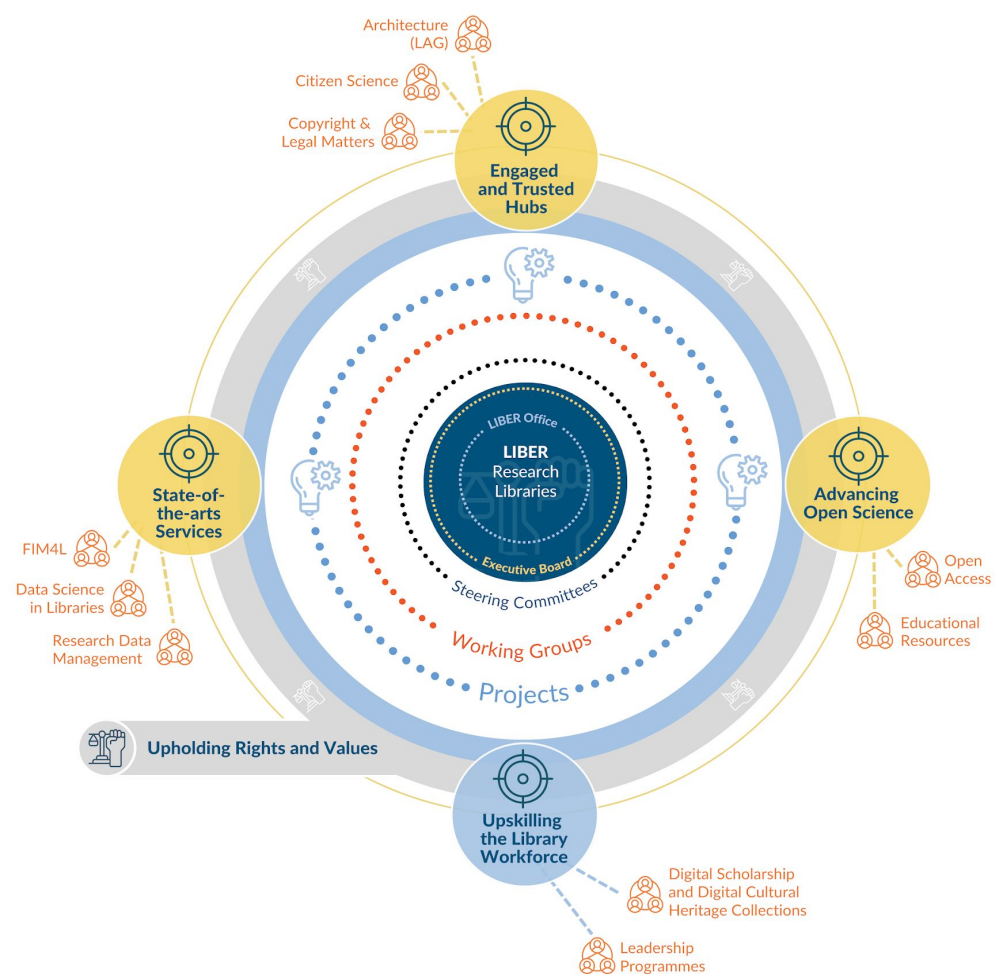 Architecture
(LAG)
Citizen Science
Copyright &
Legal Matters
Engaged
and Trusted
Hubs
LIBER Office
LIBER
Research
Libraries
Executive Board
Steering Committees
Working Groups
Projects
State-of-
the-arts
Services
FIM4L
Data Science
in Libraries
Research Data
Management
Advancing
Open Science
Open
Access
Educational
Resources
Upholding Rights and Values
Upskilling
the Library
Workforce
Digital Scholarship
and Digital Cultural
Heritage Collections
Leadership
Programmes